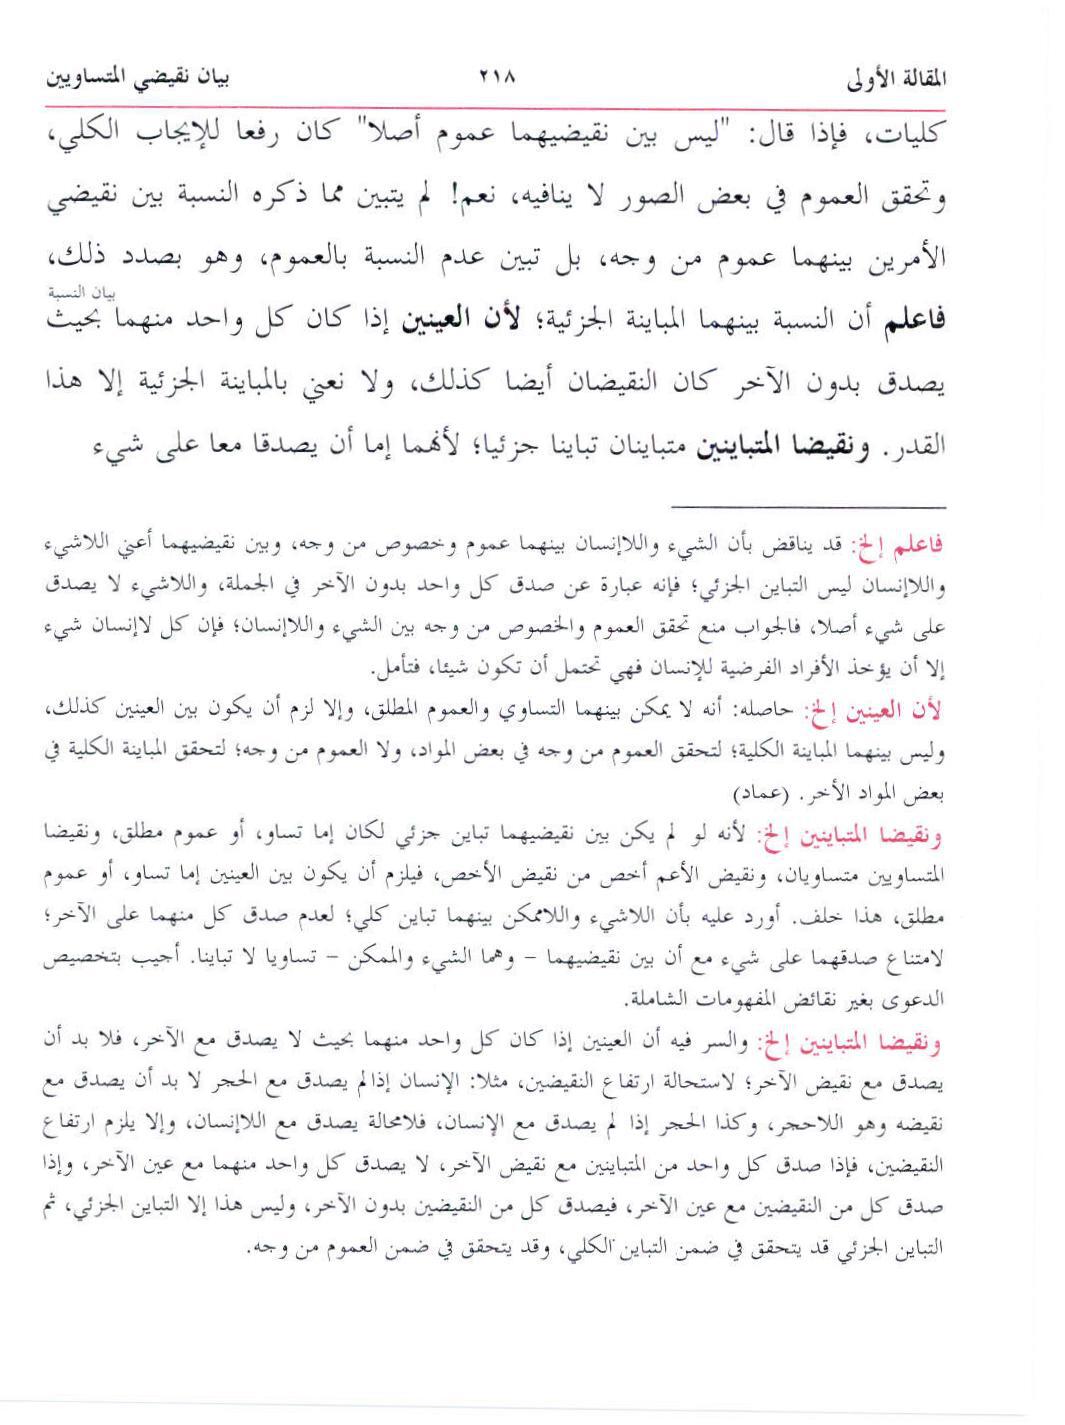 المقالة الأولى ٢١٨ بيان نقيضي المتساويين
كليات، فإذا قال: "ليس بين نقيضيهما عموم أصلا" كان رفعا للإيجاب الكلي،
وتحقق العموم في بعض الصور لا ينافيه، نعم! لم يتبين مما ذكره النسبة بين نقيضي
الأمرين بينهما عموم من وجه، بل تبين عدم النسبة بالعموم، وهو بصدد ذلك،
بيان النسبة
فاعلم أن النسبة بينهما المباينة الجزئية؛ لأن العينين إذا كان كل واحد منهما بحيث
يصدق بدون الآخر كان النقيضان أيضا كذلك، ولا نعني بالمباينة الجزئية إلا هذا
القدر. ونقيضا المتباينين متباينان تباينا جزئيا؛ لأنهما إما أن يصدقا معا على شيء
فاعلم إلخ: قد يناقض بأن الشيء واللاإنسان بينهما عموم وخصوص من وجه، وبين نقيضيهما أعني اللاشيء
واللاإنسان ليس التباين الجزئي؛ فإنه عبارة عن صدق كل واحد بدون الآخر في الجملة، واللاشيء لا يصدق
على شيء أصلا، فالجواب منع تحقق العموم والخصوص من وجه بين الشيء واللاإنسان؛ فإن كل لاإنسان شيء
إلا أن يؤخذ الأفراد الفرضية للإنسان فهي تحتمل أن تكون شيئا، فتأمل.
لأن العينين إلخ: حاصله: أنه لا يمكن بينهما التساوي والعموم المطلق، وإلا لزم أن يكون بين العينين كذلك،
وليس بينهما المباينة الكلية؛ لتحقق العموم من وجه في بعض المواد، ولا العموم من وجه؛ لتحقق المباينة الكلية في
بعض المواد الأخر. (عماد)
ونقيضا المتباينين إلخ: لأنه لو لم يكن بين نقيضيهما تباين جزئي لكان إما تساو، أو عموم مطلق، ونقيضا
المتساويين متساويان، ونقيض الأعم أخص من نقيض الأخص، فيلزم أن يكون بين العينين إما تساو، أو عموم
مطلق، هذا خلف. أورد عليه بأن اللاشيء واللاممكن بينهما تباين كلي؛ لعدم صدق كل منهما على الآخر؛
لامتناع صدقهما على شيء مع أن بين نقيضيهما – وهما الشيء والممكن – تساويا لا تباينا. أجيب بتخصيص
الدعوى بغير نقائض المفهومات الشاملة.
ونقيضا المتباينين إلخ: والسر فيه أن العينين إذا كان كل واحد منهما بحيث لا يصدق مع الآخر، فلا بد أن
يصدق مع نقيض الآخر؛ لاستحالة ارتفاع النقيضين، مثلا: الإنسان إذا لم يصدق مع الحجر لا بد أن يصدق مع
نقيضه وهو اللاحجر، وكذا الحجر إذا لم يصدق مع الإنسان، فلامحالة يصدق مع اللاإنسان، وإلا يلزم ارتفاع
النقيضين، فإذا صدق كل واحد من المتباينين مع نقيض الآخر، لا يصدق كل واحد منهما مع عين الآخر، وإذا
صدق كل من النقيضين مع عين الآخر، فيصدق كل من النقيضين بدون الآخر، وليس هذا إلا التباين الجزئي، ثم
التباين الجزئي قد يتحقق في ضمن التباين الكلي، وقد يتحقق في ضمن العموم من وجه.